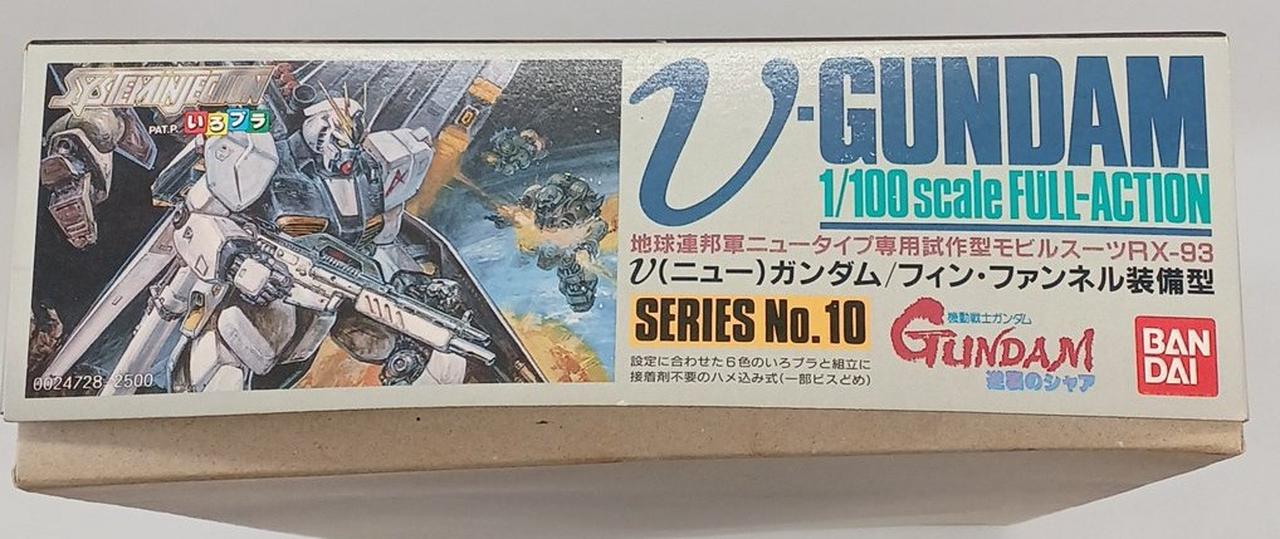 SYSTEM INJECTION
PAT.P. いろプラ
0024728-2500
ν-GUNDAM
1/100 scale FULL-ACTION
地球連邦軍ニュータイプ専用試作型モビルスーツRX-93
ν(ニュー)ガンダム/フィン・ファンネル装備型
SERIES No.10
設定に合わせた6色のいろプラと組立に
接着剤不要のハメ込み式(一部ビスどめ)
機動戦士ガンダム
GUNDAM
逆襲のシャア
BAN
DAI